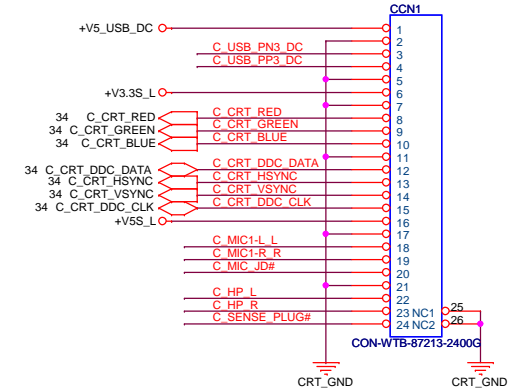 CCN1
+V5_USB_DC 1
2
C_USB_PN3_DC 3
C_USB_PP3_DC 4
5
+V3.3S_L 6
7
34 C_CRT_RED C_CRT_RED 8
34 C_CRT_GREEN C_CRT_GREEN 9
34 C_CRT_BLUE C_CRT_BLUE 10
11
34 C_CRT_DDC_DATA C_CRT_DDC_DATA 12
34 C_CRT_HSYNC C_CRT_HSYNC 13
34 C_CRT_VSYNC C_CRT_VSYNC 14
34 C_CRT_DDC_CLK C_CRT_DDC_CLK 15
+V5S_L 16
17
C_MIC1-L_L 18
C_MIC1-R_R 19
C_MIC_JD# 20
21
C_HP_L 22
C_HP_R 23 NC1 25
C_SENSE_PLUG# 24 NC2 26
CON-WTB-87213-2400G
CRT_GND CRT_GND